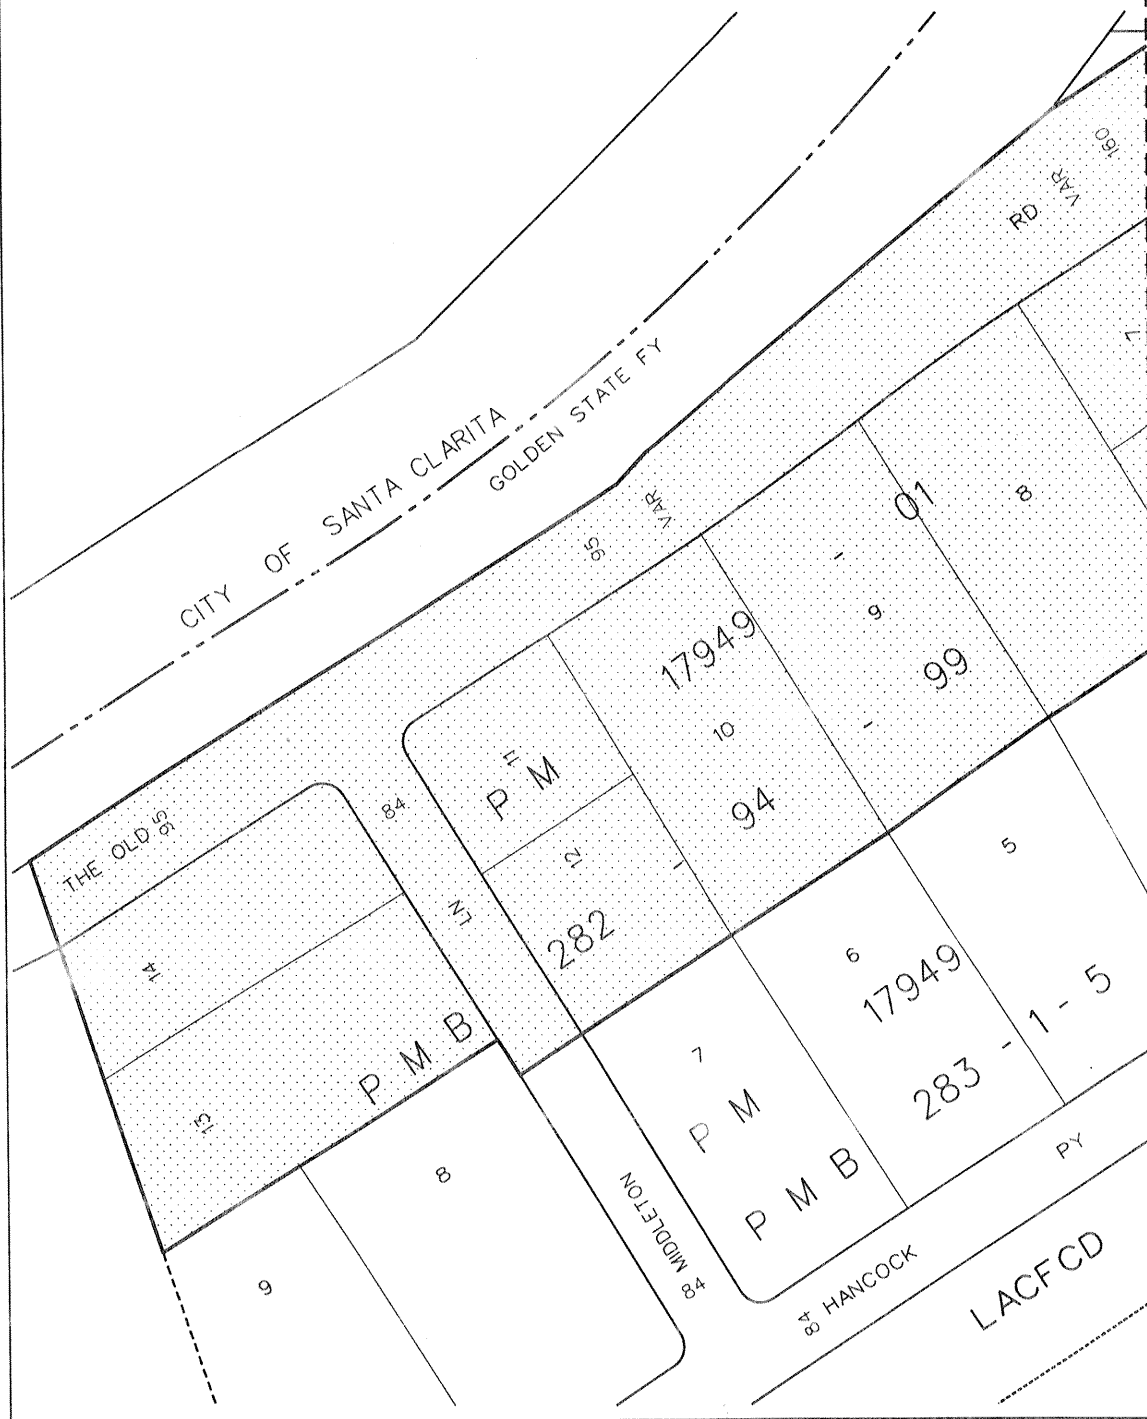 160
VAR
RD
7
CITY OF SANTA CLARITA
GOLDEN STATE FY
95 VAR
01
8
-
9
17949
99
-
10
11
P M
94
84
THE OLD 95
12
-
282
LN
5
14
6
17949
P M B
13
7
P M
283 - 1 - 5
8
P M B
PY
84 MIDDLETON
84 HANCOCK
LACFCD
9